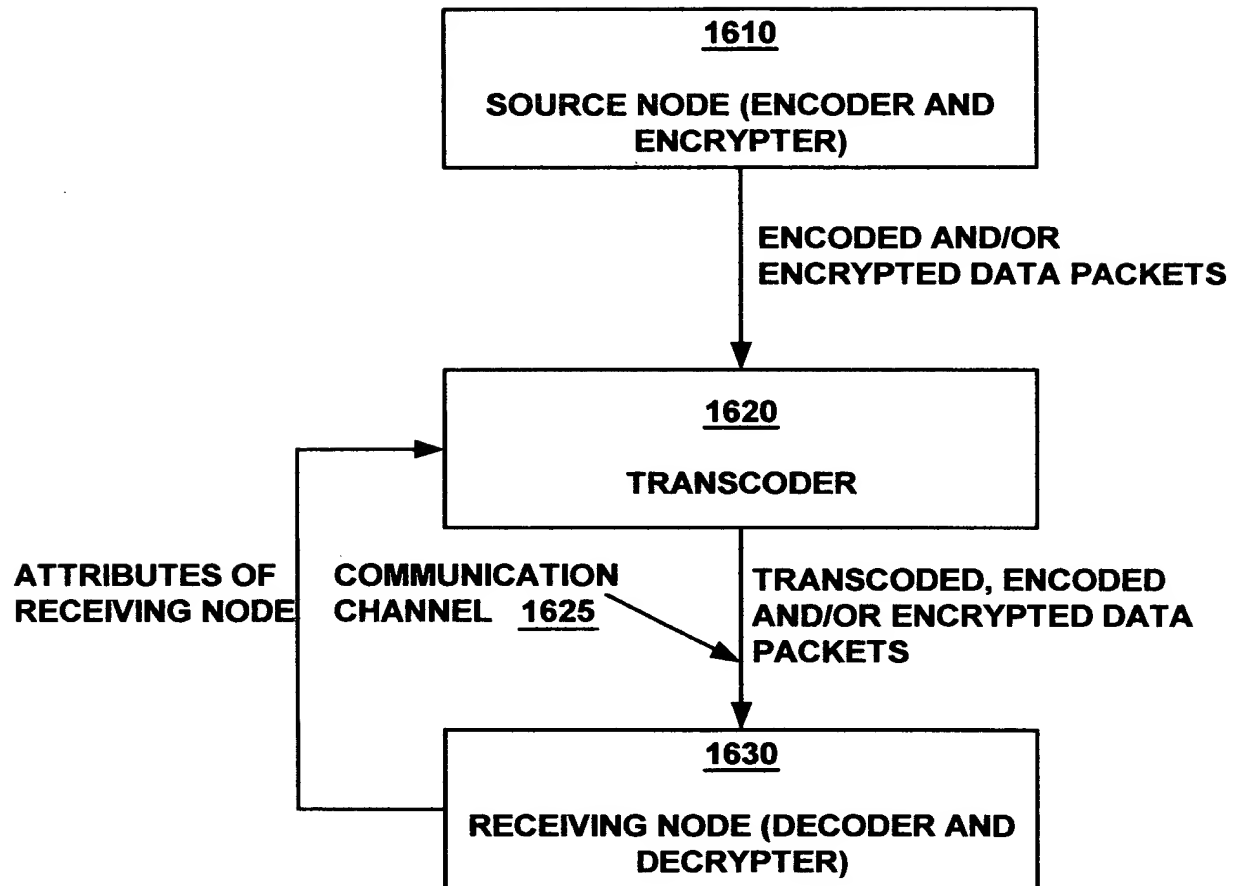 1610
SOURCE NODE (ENCODER AND
ENCRYPTER)
ENCODED AND/OR
ENCRYPTED DATA PACKETS
1620
TRANSCODER
ATTRIBUTES OF
RECEIVING NODE
COMMUNICATION
CHANNEL 1625
TRANSCODED, ENCODED
AND/OR ENCRYPTED DATA
PACKETS
1630
RECEIVING NODE (DECODER AND
DECRYPTER)